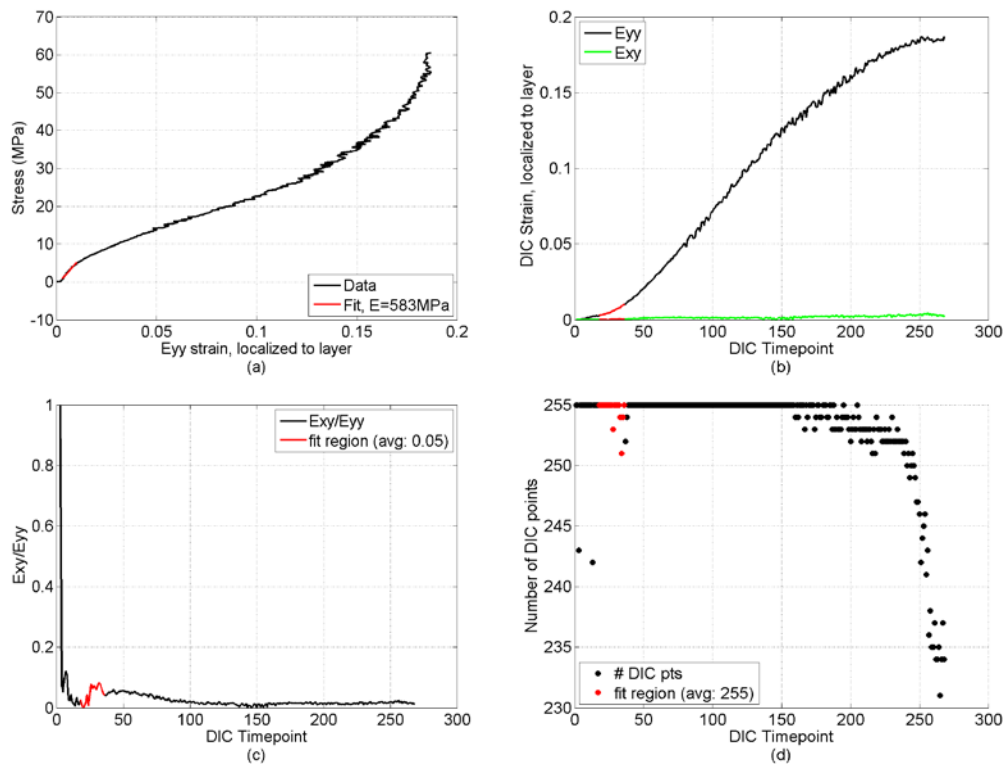 70
60
50
40
30
20
10
0
-10
Stress (MPa)
Data
Fit, E=583MPa
0
0.05
0.1
0.15
0.2
Eyy strain, localized to layer
(a)
0.2
0.15
0.1
0.05
0
DIC Strain, localized to layer
Eyy
Exy
0
50
100
150
200
250
300
DIC Timepoint
(b)
1
0.8
0.6
0.4
0.2
0
Exy/Eyy
Exy/Eyy
fit region (avg: 0.05)
0
50
100
150
200
250
300
DIC Timepoint
(c)
255
250
245
240
235
230
Number of DIC points
# DIC pts
fit region (avg: 255)
0
50
100
150
200
250
300
DIC Timepoint
(d)